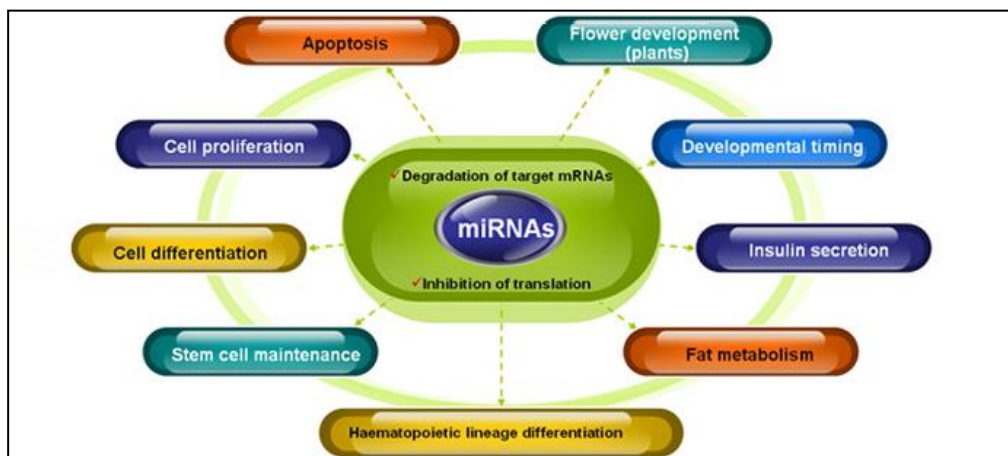 Apoptosis
Flower development
(plants)
Cell proliferation
Developmental timing
✓Degradation of target mRNAs
miRNAs
Cell differentiation
Insulin secretion
✓Inhibition of translation
Stem cell maintenance
Fat metabolism
Haematopoietic lineage differentiation